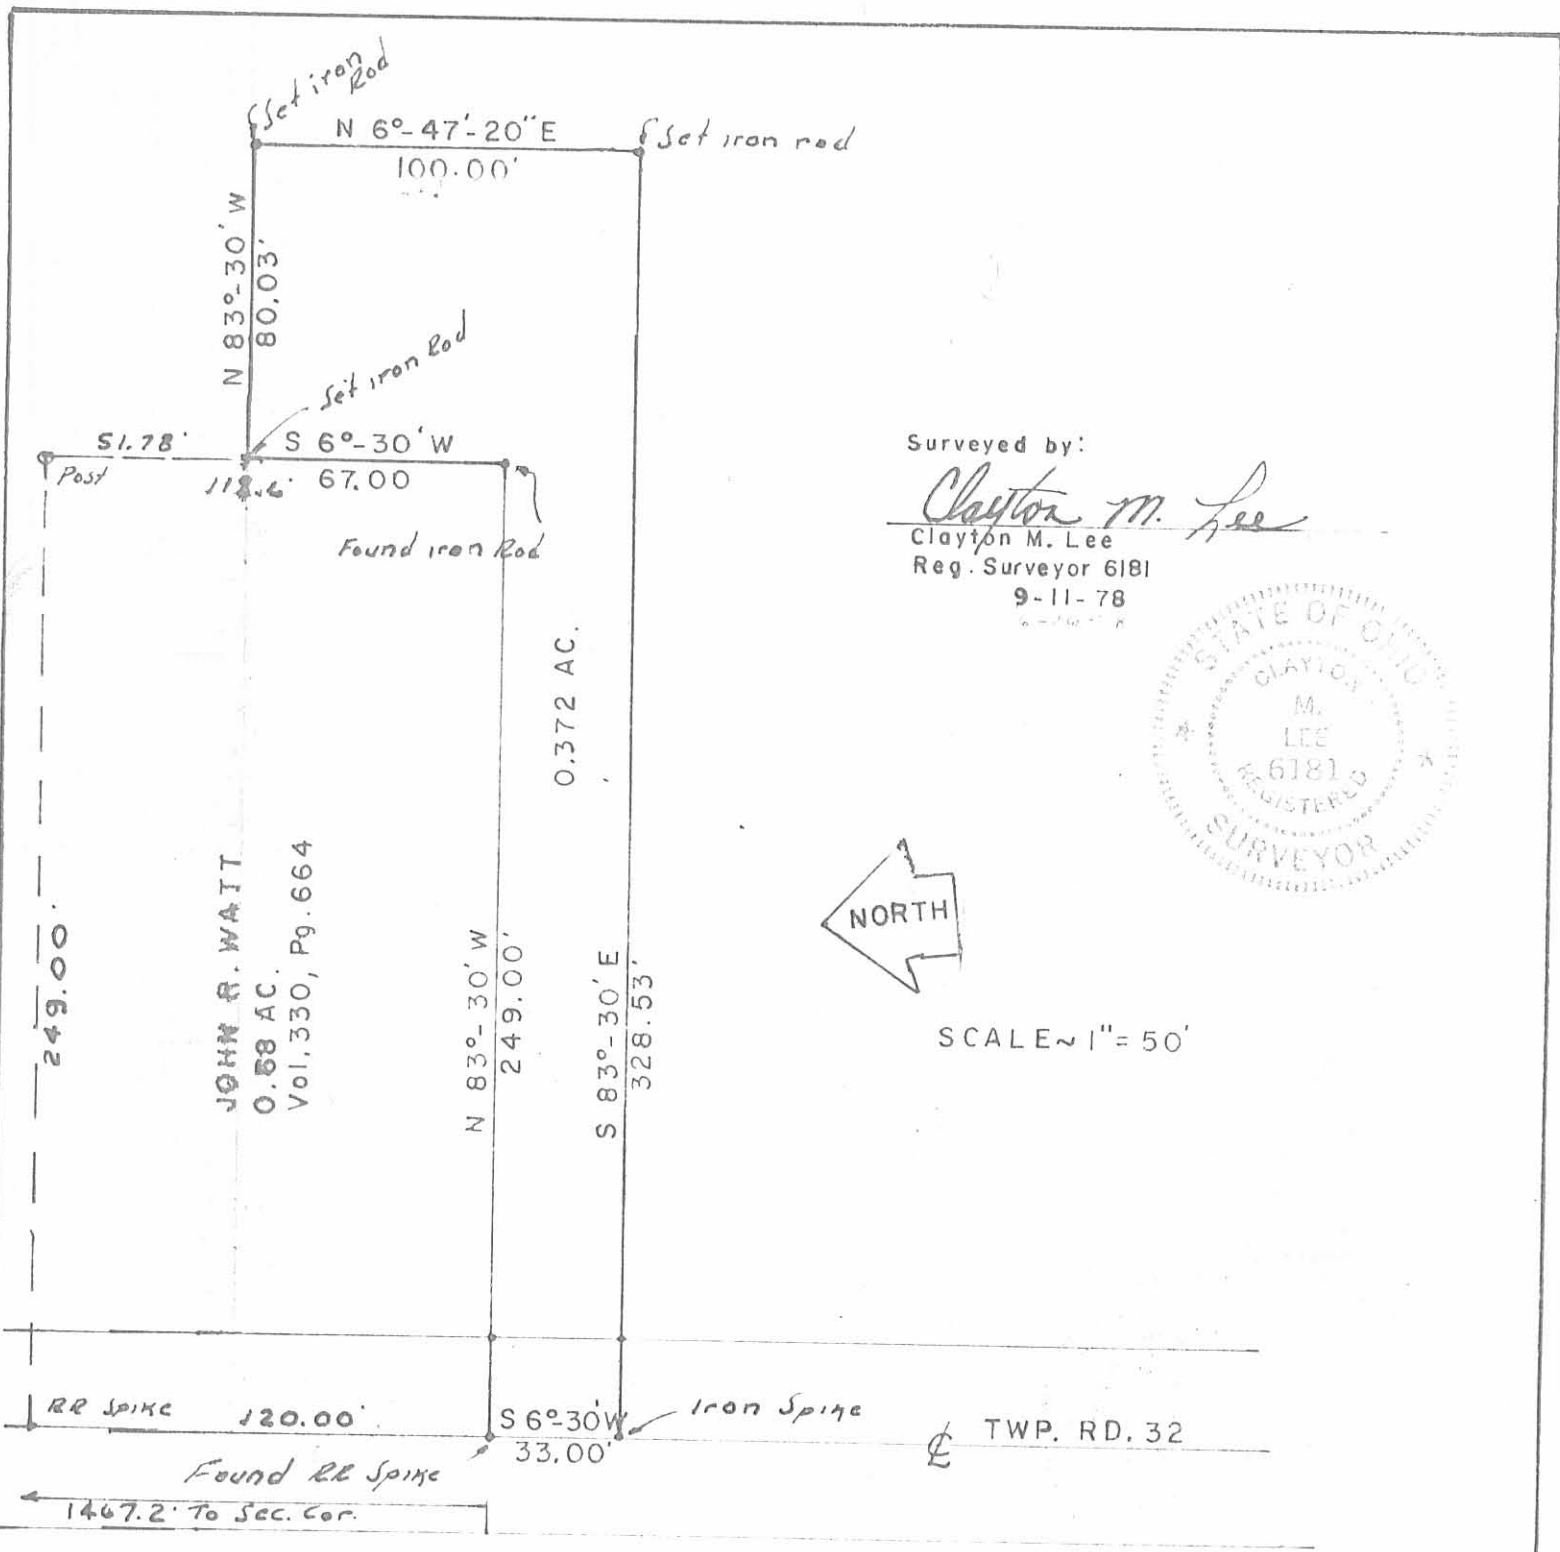 Set iron
Rod
N 6°-47'-20" E
100.00'
Set iron rod
N 83°-30' W
80.03'
Set iron Rod
51.78'
S 6°-30' W
67.00
Post
Found iron Rod
Surveyed by:
Clayton M. Lee
Clayton M. Lee
Reg. Surveyor 6181
9-11-78
STATE OF OHIO
CLAYTON
M.
LEE
6181
REGISTERED
SURVEYOR
0.372 AC.
249.00'
JOHN R. WATT
AC.
Vol. 330, Pg. 664
N 83°-30' W
249.00'
S 83°-30' E
328.53'
NORTH
SCALE~ 1"= 50'
RR Spike
120.00'
S 6°-30' W
33.00'
Iron Spike
℄ TWP. RD. 32
Found RR Spike
1467.2' To Sec. Cor.